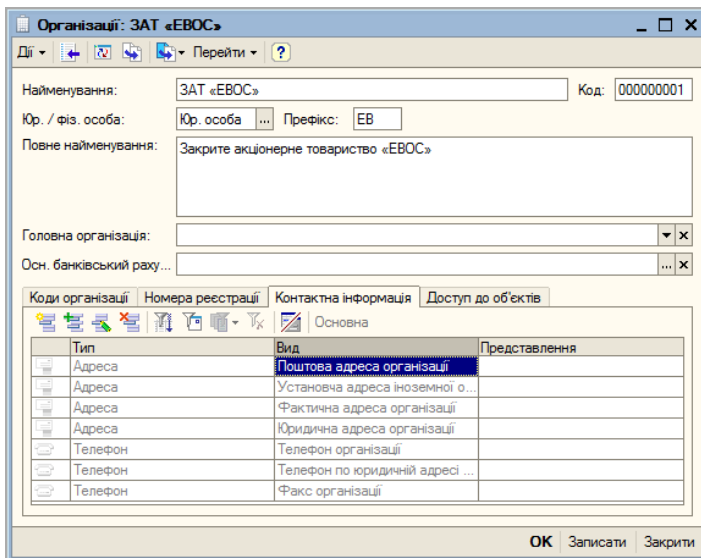 Організації: ЗАТ «ЕВОС»
Дії Перейти ?
Найменування: ЗАТ «ЕВОС» Код: 000000001
Юр. / фіз. особа: Юр. особа ... Префікс: ЕВ
Повне найменування: Закрите акціонерне товариство «ЕВОС»
Головна організація:
Осн. банківський раху... ...
Коди організації Номера реєстрації Контактна інформація Доступ до об'єктів
Основна
Тип Вид Представлення
Адреса Поштова адреса організації
Адреса Установча адреса іноземної о...
Адреса Фактична адреса організації
Адреса Юридична адреса організації
Телефон Телефон організації
Телефон Телефон по юридичній адресі ...
Телефон Факс організації
OK Записати Закрити